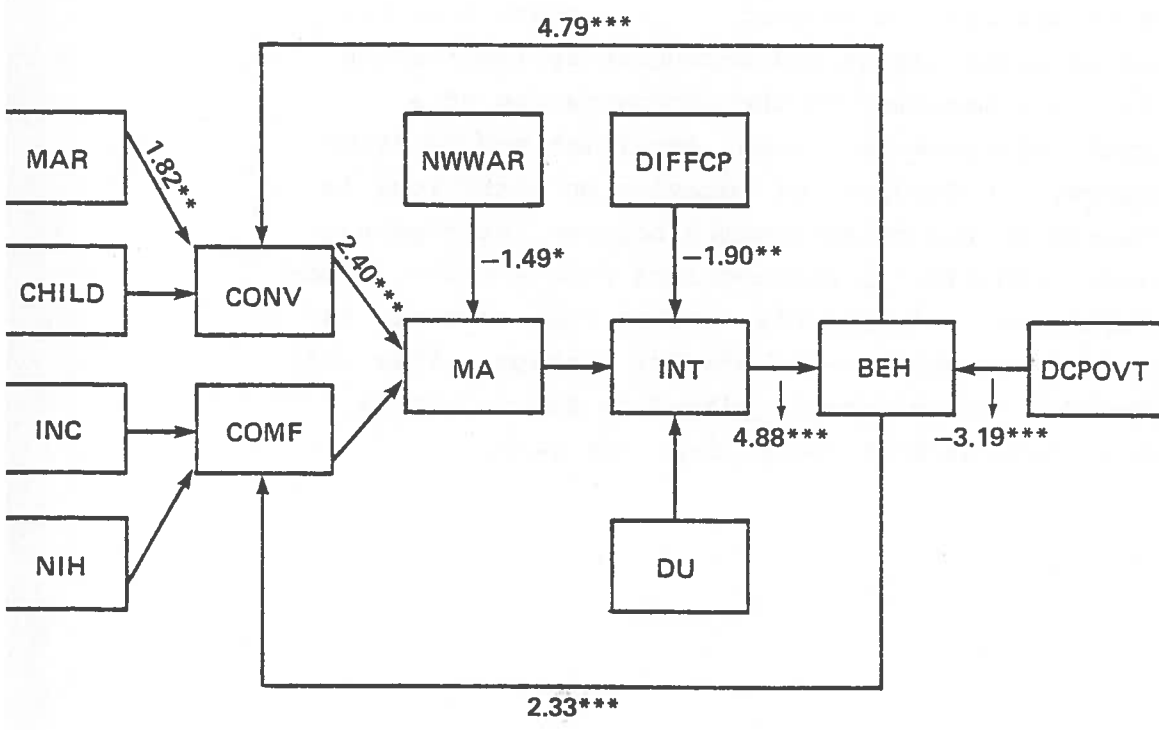 4.79***
MAR
1.82**
NWWAR
DIFFCP
CHILD
CONV
2.40***
−1.49*
−1.90**
INC
COMF
MA
INT
BEH
DCPOVT
4.88***
−3.19***
NIH
DU
2.33***